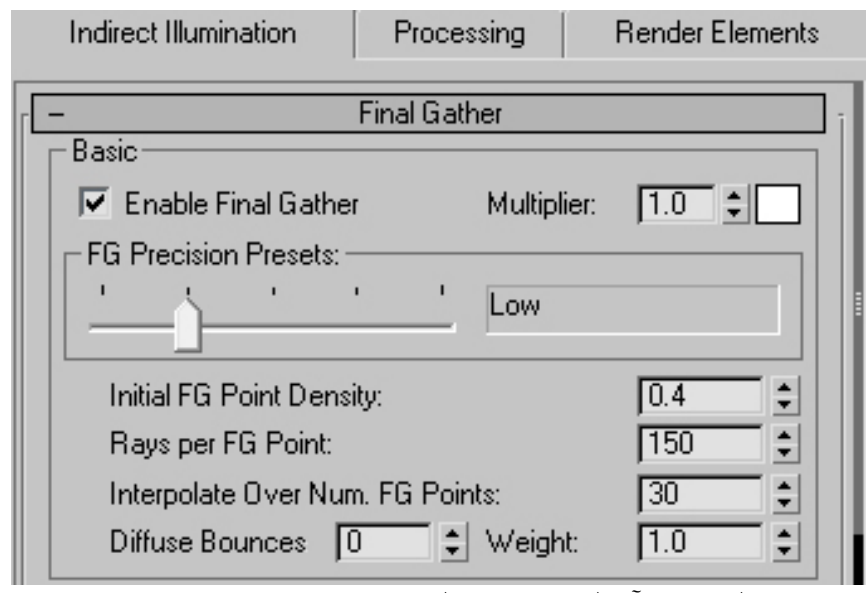 Indirect Illumination Processing Render Elements
– Final Gather
Basic
Enable Final Gather Multiplier: 1.0
FG Precision Presets:
Low
Initial FG Point Density: 0.4
Rays per FG Point: 150
Interpolate Over Num. FG Points: 30
Diffuse Bounces 0 Weight: 1.0